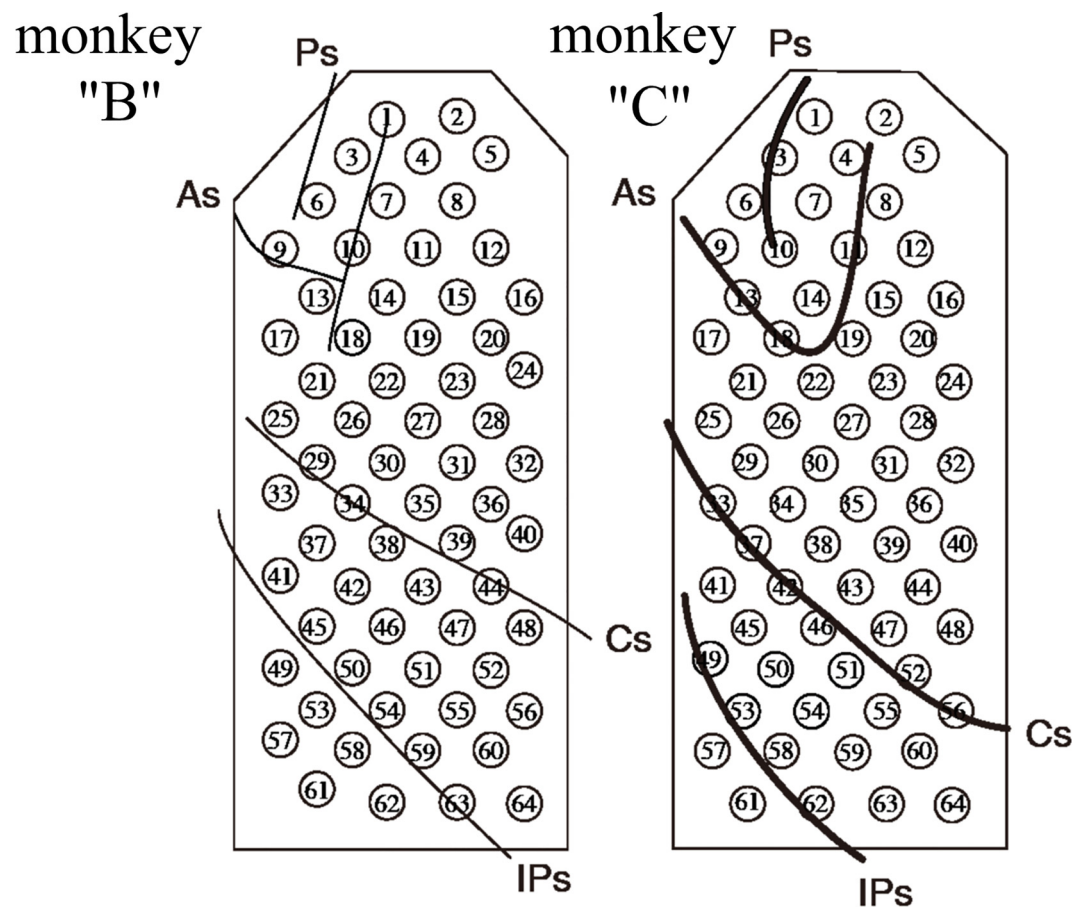 monkey
"B"
Ps
As
1 2
3 4 5
6 7 8
9 10 11 12
13 14 15 16
17 18 19 20
21 22 23 24
25 26 27 28
29 30 31 32
33 34 35 36
37 38 39 40
41 42 43 44
45 46 47 48
49 50 51 52
53 54 55 56
57 58 59 60
61 62 63 64
Cs
IPs
monkey
"C"
Ps
As
1 2
3 4 5
6 7 8
9 10 11 12
13 14 15 16
17 18 19 20
21 22 23 24
25 26 27 28
29 30 31 32
33 34 35 36
37 38 39 40
41 42 43 44
45 46 47 48
49 50 51 52
53 54 55 56
57 58 59 60
61 62 63 64
Cs
IPs